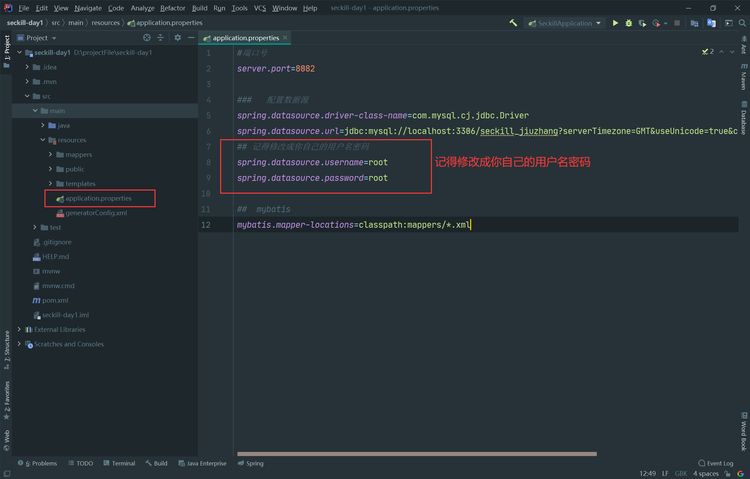 File Edit View Navigate Code Analyze Refactor Build Run Tools VCS Window Help seckill-day1 - application.properties
seckill-day1 src main resources application.properties
SeckillApplication
Project
application.properties
seckill-day1 D:\projectFile\seckill-day1
.idea
.mvn
src
main
java
resources
mappers
public
templates
application.properties
generatorConfig.xml
test
.gitignore
HELP.md
mvnw
mvnw.cmd
pom.xml
seckill-day1.iml
External Libraries
Scratches and Consoles
1 #端口号
2 server.port=8082
3
4 ### 配置数据源
5 spring.datasource.driver-class-name=com.mysql.cj.jdbc.Driver
6 spring.datasource.url=jdbc:mysql://localhost:3306/seckill_jiuzhang?serverTimezone=GMT&useUnicode=true&c
7 ## 记得修改成你自己的用户名密码
8 spring.datasource.username=root
9 spring.datasource.password=root
10
11 ## mybatis
12 mybatis.mapper-locations=classpath:mappers/*.xml
记得修改成你自己的用户名密码
2
1: Project
7: Structure
2: Favorites
Web
Ant
Maven
Database
Word Book
6: Problems TODO Terminal Build Java Enterprise Spring Event Log
12:49 LF GBK 4 spaces